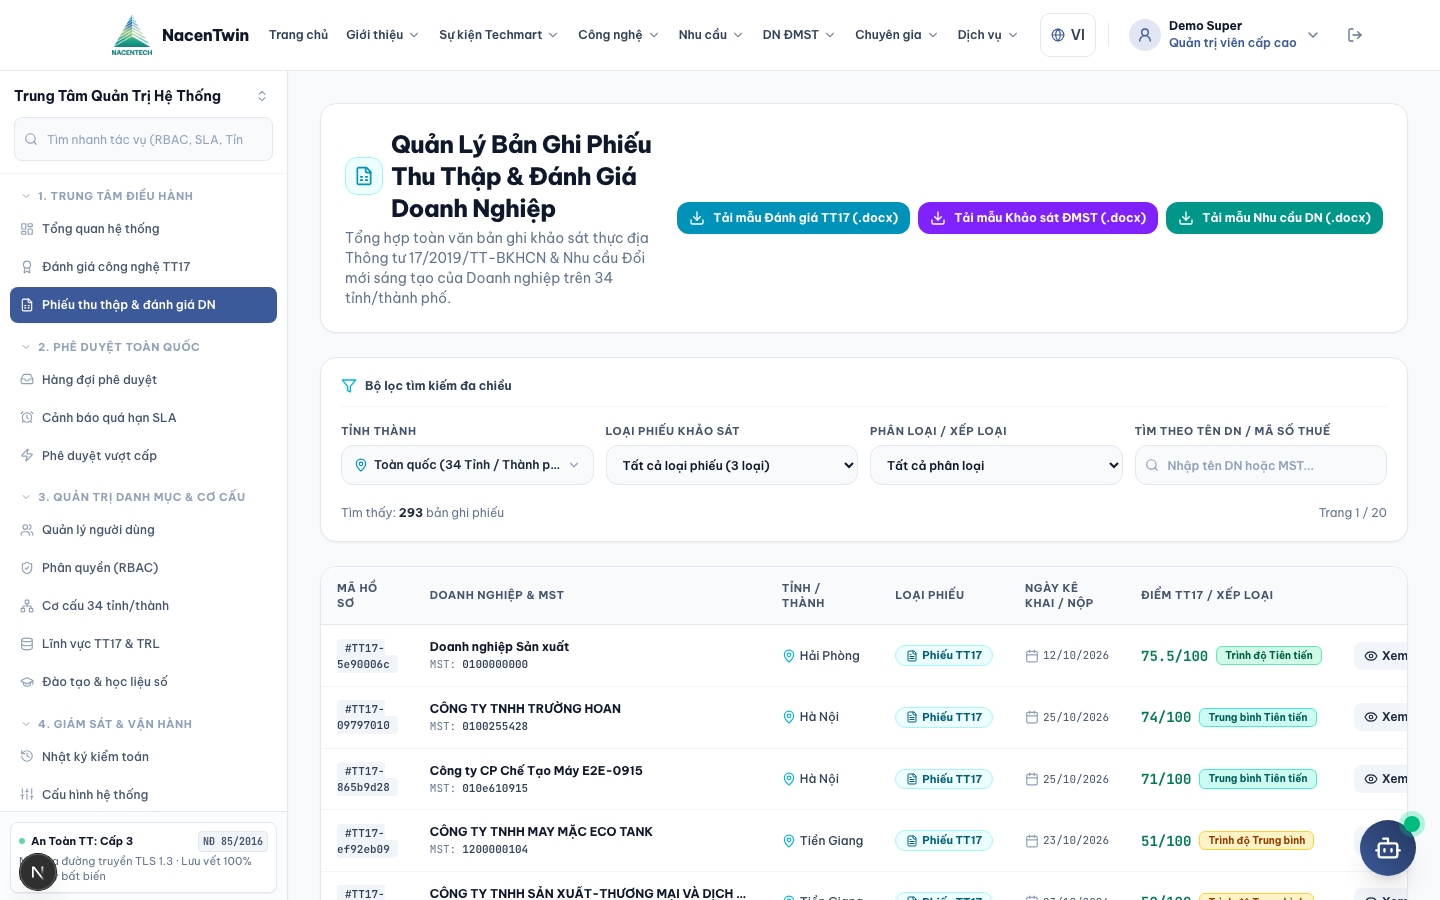 NACENTECH
NacenTwin
Trang chủ
Giới thiệu
Sự kiện Techmart
Công nghệ
Nhu cầu
DN ĐMST
Chuyên gia
Dịch vụ
VI
Demo Super
Quản trị viên cấp cao
Trung Tâm Quản Trị Hệ Thống
Tìm nhanh tác vụ (RBAC, SLA, Tỉn
1. TRUNG TÂM ĐIỀU HÀNH
Tổng quan hệ thống
Đánh giá công nghệ TT17
Phiếu thu thập & đánh giá DN
2. PHÊ DUYỆT TOÀN QUỐC
Hàng đợi phê duyệt
Cảnh báo quá hạn SLA
Phê duyệt vượt cấp
3. QUẢN TRỊ DANH MỤC & CƠ CẤU
Quản lý người dùng
Phân quyền (RBAC)
Cơ cấu 34 tỉnh/thành
Lĩnh vực TT17 & TRL
Đào tạo & học liệu số
4. GIÁM SÁT & VẬN HÀNH
Nhật ký kiểm toán
Cấu hình hệ thống
An Toàn TT: Cấp 3
NĐ 85/2016
đường truyền TLS 1.3 · Lưu vết 100%
bất biến
N
Quản Lý Bản Ghi Phiếu
Thu Thập & Đánh Giá
Doanh Nghiệp
Tổng hợp toàn văn bản ghi khảo sát thực địa
Thông tư 17/2019/TT-BKHCN & Nhu cầu Đổi
mới sáng tạo của Doanh nghiệp trên 34
tỉnh/thành phố.
Tải mẫu Đánh giá TT17 (.docx)
Tải mẫu Khảo sát ĐMST (.docx)
Tải mẫu Nhu cầu DN (.docx)
Bộ lọc tìm kiếm đa chiều
TỈNH THÀNH
LOẠI PHIẾU KHẢO SÁT
PHÂN LOẠI / XẾP LOẠI
TÌM THEO TÊN DN / MÃ SỐ THUẾ
Toàn quốc (34 Tỉnh / Thành p...
Tất cả loại phiếu (3 loại)
Tất cả phân loại
Nhập tên DN hoặc MST...
Tìm thấy: 293 bản ghi phiếu
Trang 1 / 20
MÃ HỒ
SƠ
DOANH NGHIỆP & MST
TỈNH /
THÀNH
LOẠI PHIẾU
NGÀY KÊ
KHAI / NỘP
ĐIỂM TT17 / XẾP LOẠI
#TT17-
5e90006c
Doanh nghiệp Sản xuất
MST: 0100000000
Hải Phòng
Phiếu TT17
12/10/2026
75.5/100
Trình độ Tiên tiến
Xem
#TT17-
09797010
CÔNG TY TNHH TRƯỜNG HOAN
MST: 0100255428
Hà Nội
Phiếu TT17
25/10/2026
74/100
Trung bình Tiên tiến
Xem
#TT17-
865b9d28
Công ty CP Chế Tạo Máy E2E-0915
MST: 010e610915
Hà Nội
Phiếu TT17
25/10/2026
71/100
Trung bình Tiên tiến
Xem
#TT17-
ef92eb09
CÔNG TY TNHH MAY MẶC ECO TANK
MST: 1200000104
Tiền Giang
Phiếu TT17
23/10/2026
51/100
Trình độ Trung bình
#TT17-
CÔNG TY TNHH SẢN XUẤT-THƯƠNG MẠI VÀ DỊCH ...
Tiền Giang
Phiếu TT17